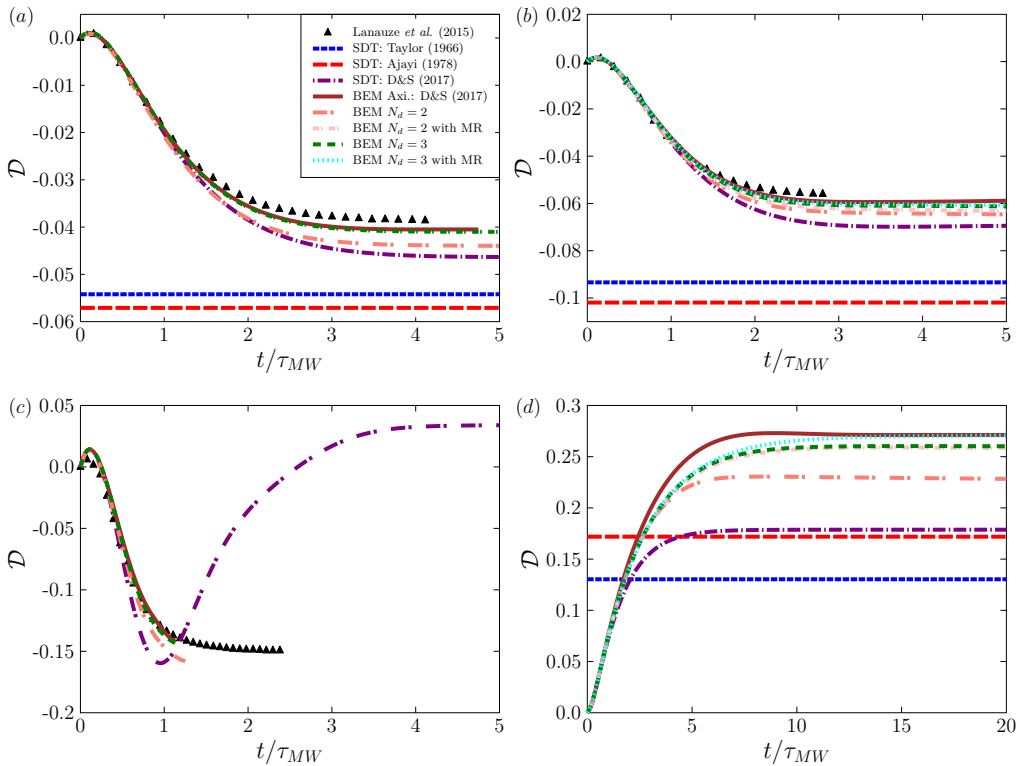 (a)
0.0
-0.01
-0.02
-0.03
-0.04
-0.05
-0.06
𝒟
0 1 2 3 4 5
t/τ_MW
Lanauze et al. (2015)
SDT: Taylor (1966)
SDT: Ajayi (1978)
SDT: D&S (2017)
BEM Axi.: D&S (2017)
BEM N_d = 2
BEM N_d = 2 with MR
BEM N_d = 3
BEM N_d = 3 with MR
(b)
0.02
0.0
-0.02
-0.04
-0.06
-0.08
-0.1
𝒟
0 1 2 3 4 5
t/τ_MW
(c)
0.05
0.0
-0.05
-0.1
-0.15
-0.2
𝒟
0 1 2 3 4 5
t/τ_MW
(d)
0.3
0.25
0.2
0.15
0.1
0.05
0.0
𝒟
0 5 10 15 20
t/τ_MW